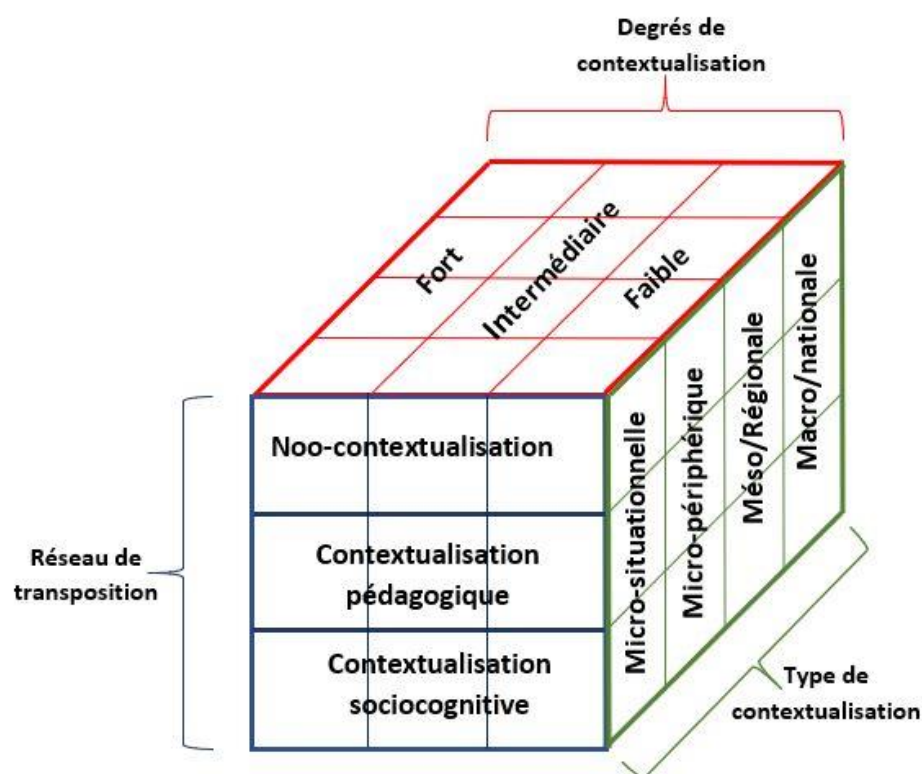 Degrés de
contextualisation
Fort
Intermédiaire
Faible
Noo-contextualisation
Contextualisation
pédagogique
Contextualisation
sociocognitive
Réseau de
transposition
Micro-situationnelle
Micro-périphérique
Méso/Régionale
Macro/nationale
Type de
contextualisation